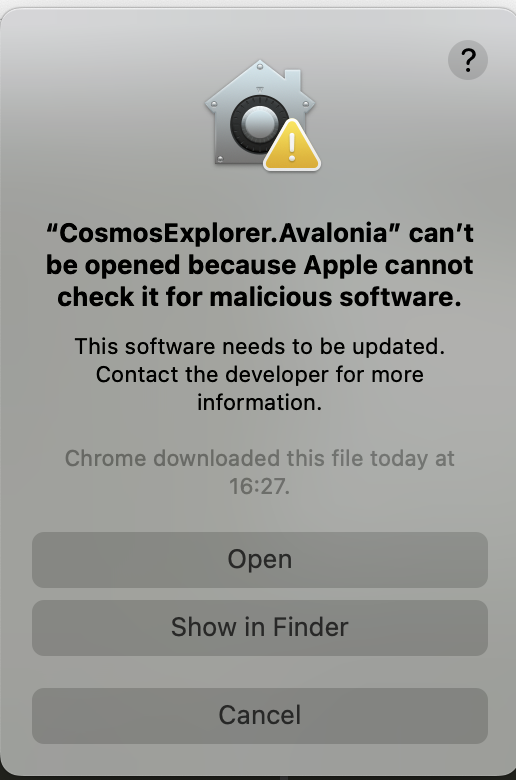 ?
“CosmosExplorer.Avalonia” can’t
be opened because Apple cannot
check it for malicious software.
This software needs to be updated.
Contact the developer for more
information.
Chrome downloaded this file today at
16:27.
Open
Show in Finder
Cancel